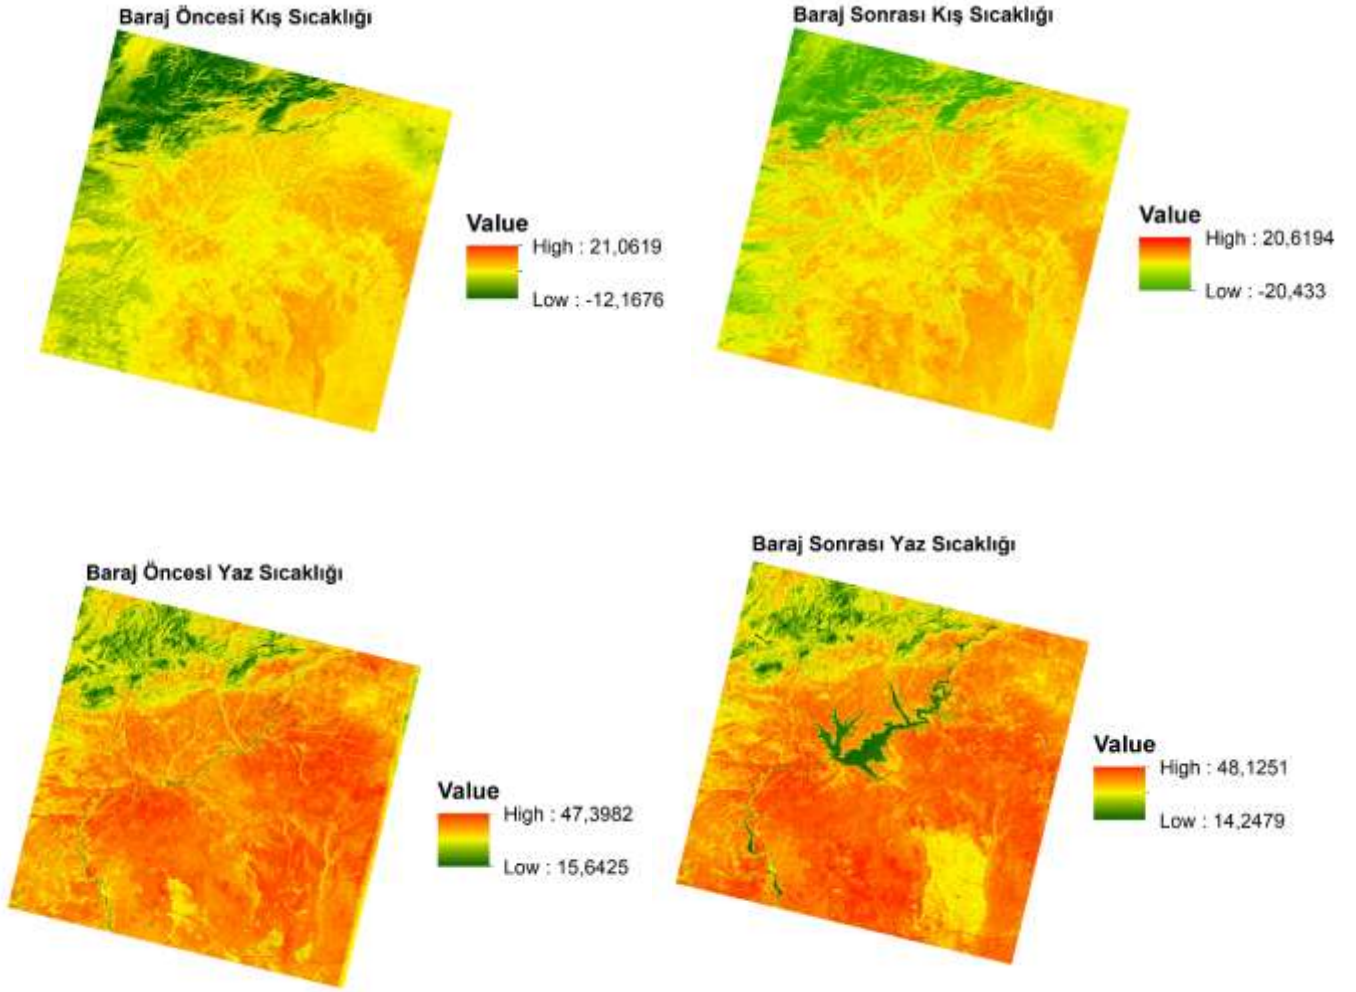 Baraj Öncesi Kış Sıcaklığı
Value
High : 21,0619
Low : -12,1676
Baraj Sonrası Kış Sıcaklığı
Value
High : 20,6194
Low : -20,433
Baraj Öncesi Yaz Sıcaklığı
Value
High : 47,3982
Low : 15,6425
Baraj Sonrası Yaz Sıcaklığı
Value
High : 48,1251
Low : 14,2479